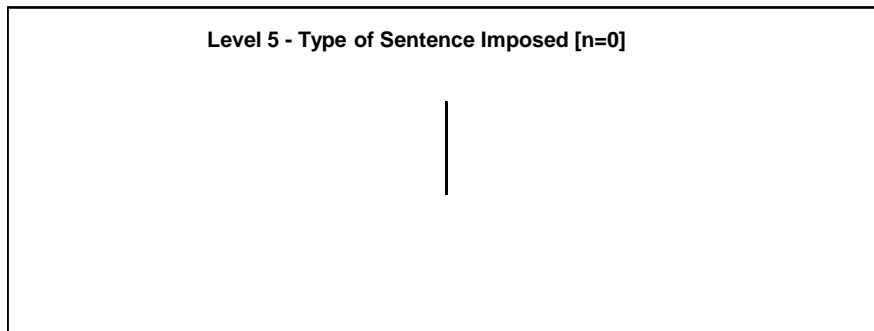 Level 5 - Type of Sentence Imposed [n=0]